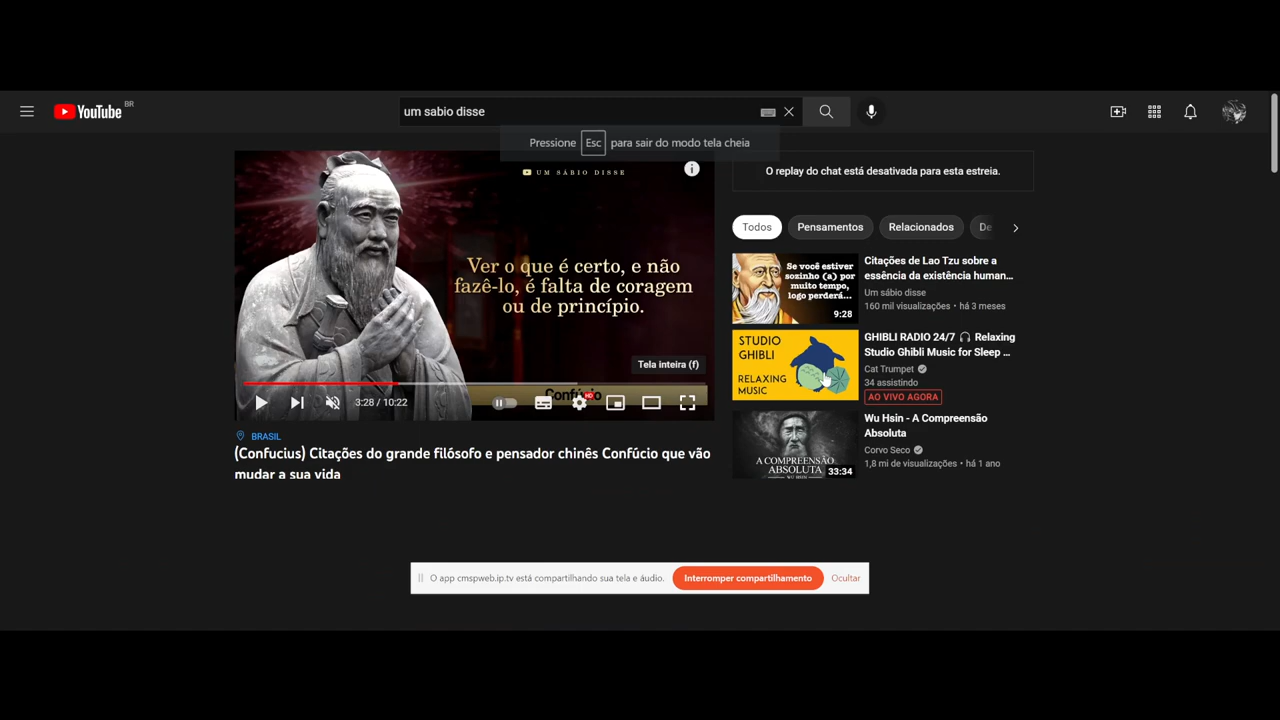 YouTube BR
um sabio disse
Pressione Esc para sair do modo tela cheia
UM SÁBIO DISSE
i
Ver o que é certo, e não
fazê-lo, é falta de coragem
ou de princípio.
Tela inteira (f)
Confúcio
3:28 / 10:22
HD
BRASIL
(Confucius) Citações do grande filósofo e pensador chinês Confúcio que vão
mudar a sua vida
O replay do chat está desativada para esta estreia.
Todos
Pensamentos
Relacionados
De
Se você estiver
sozinho (a) por
muito tempo,
logo perderá...
9:28
Citações de Lao Tzu sobre a
essência da existência human...
Um sábio disse
160 mil visualizações • há 3 meses
STUDIO
GHIBLI
RELAXING
MUSIC
GHIBLI RADIO 24/7 🎧 Relaxing
Studio Ghibli Music for Sleep ...
Cat Trumpet
34 assistindo
AO VIVO AGORA
A COMPREENSÃO
ABSOLUTA
WU HSIN
33:34
Wu Hsin - A Compreensão
Absoluta
Corvo Seco
1,8 mi de visualizações • há 1 ano
O app cmspweb.ip.tv está compartilhando sua tela e áudio.
Interromper compartilhamento
Ocultar